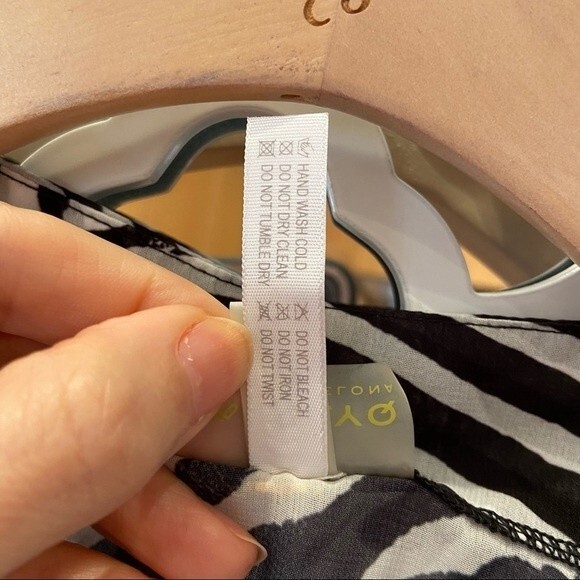 HAND WASH COLD
DO NOT DRY CLEAN
DO NOT TUMBLE DRY
DO NOT BLEACH
DO NOT IRON
DO NOT TWIST